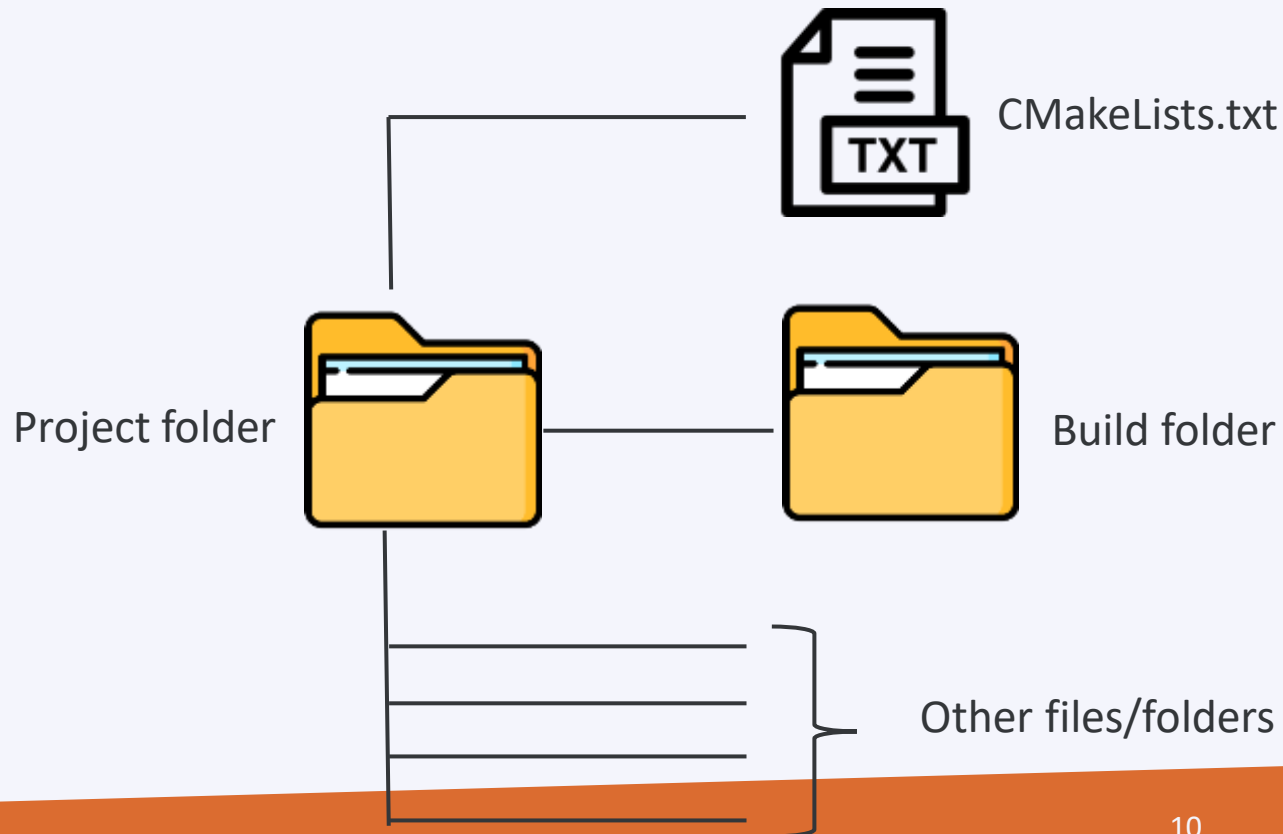 CMakeLists.txt
TXT
Project folder
Build folder
Other files/folders
10